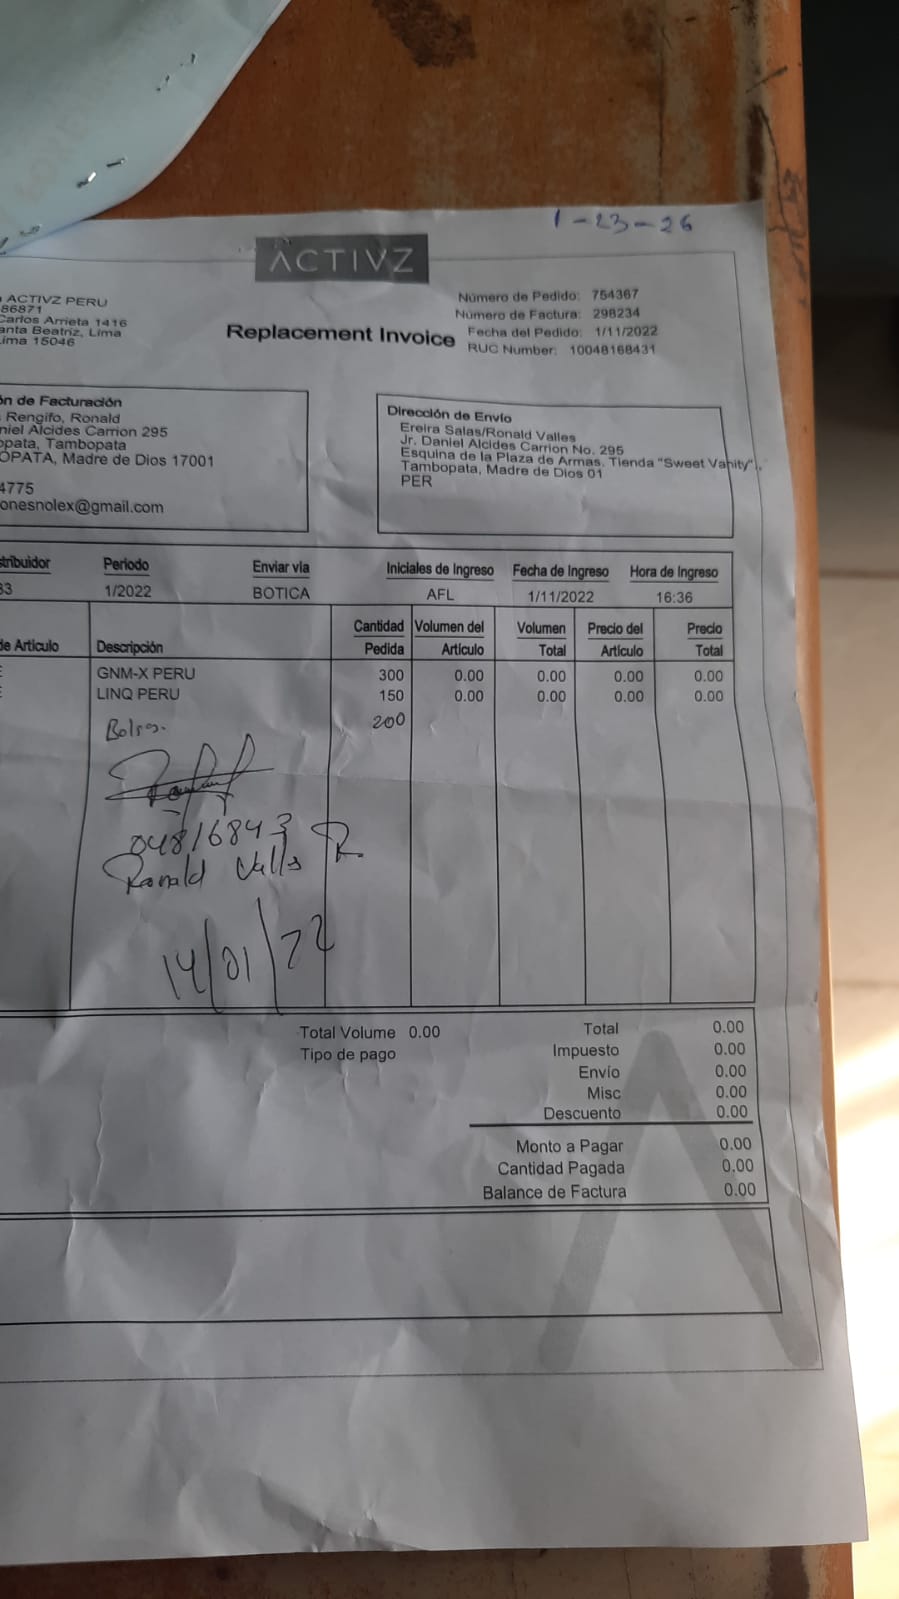 1-23-26
ACTIVZ
ACTIVZ PERU
86871
Carlos Arrieta 1416
anta Beatriz, Lima
ima 15046
Replacement Invoice
Número de Pedido: 754367
Número de Factura: 298234
Fecha del Pedido: 1/11/2022
RUC Number: 10048168431
ón de Facturación
Rengifo, Ronald
niel Alcides Carrion 295
opata, Tambopata
OPATA, Madre de Dios 17001
4775
onesnolex@gmail.com
Dirección de Envío
Ereira Salas/Ronald Valles
Jr. Daniel Alcides Carrion No. 295
Esquina de la Plaza de Armas. Tienda "Sweet Vanity".
Tambopata, Madre de Dios 01
PER
stribuidor Periodo Enviar via Iniciales de Ingreso Fecha de Ingreso Hora de Ingreso
33 1/2022 BOTICA AFL 1/11/2022 16:36
de Artículo Descripción Cantidad Pedida Volumen del Artículo Volumen Total Precio del Artículo Precio Total
GNM-X PERU 300 0.00 0.00 0.00 0.00
LINQ PERU 150 0.00 0.00 0.00 0.00
Bolsas. 200
04816843
Ronald Valls R
14/01/22
Total Volume 0.00
Tipo de pago
Total 0.00
Impuesto 0.00
Envío 0.00
Misc 0.00
Descuento 0.00
Monto a Pagar 0.00
Cantidad Pagada 0.00
Balance de Factura 0.00